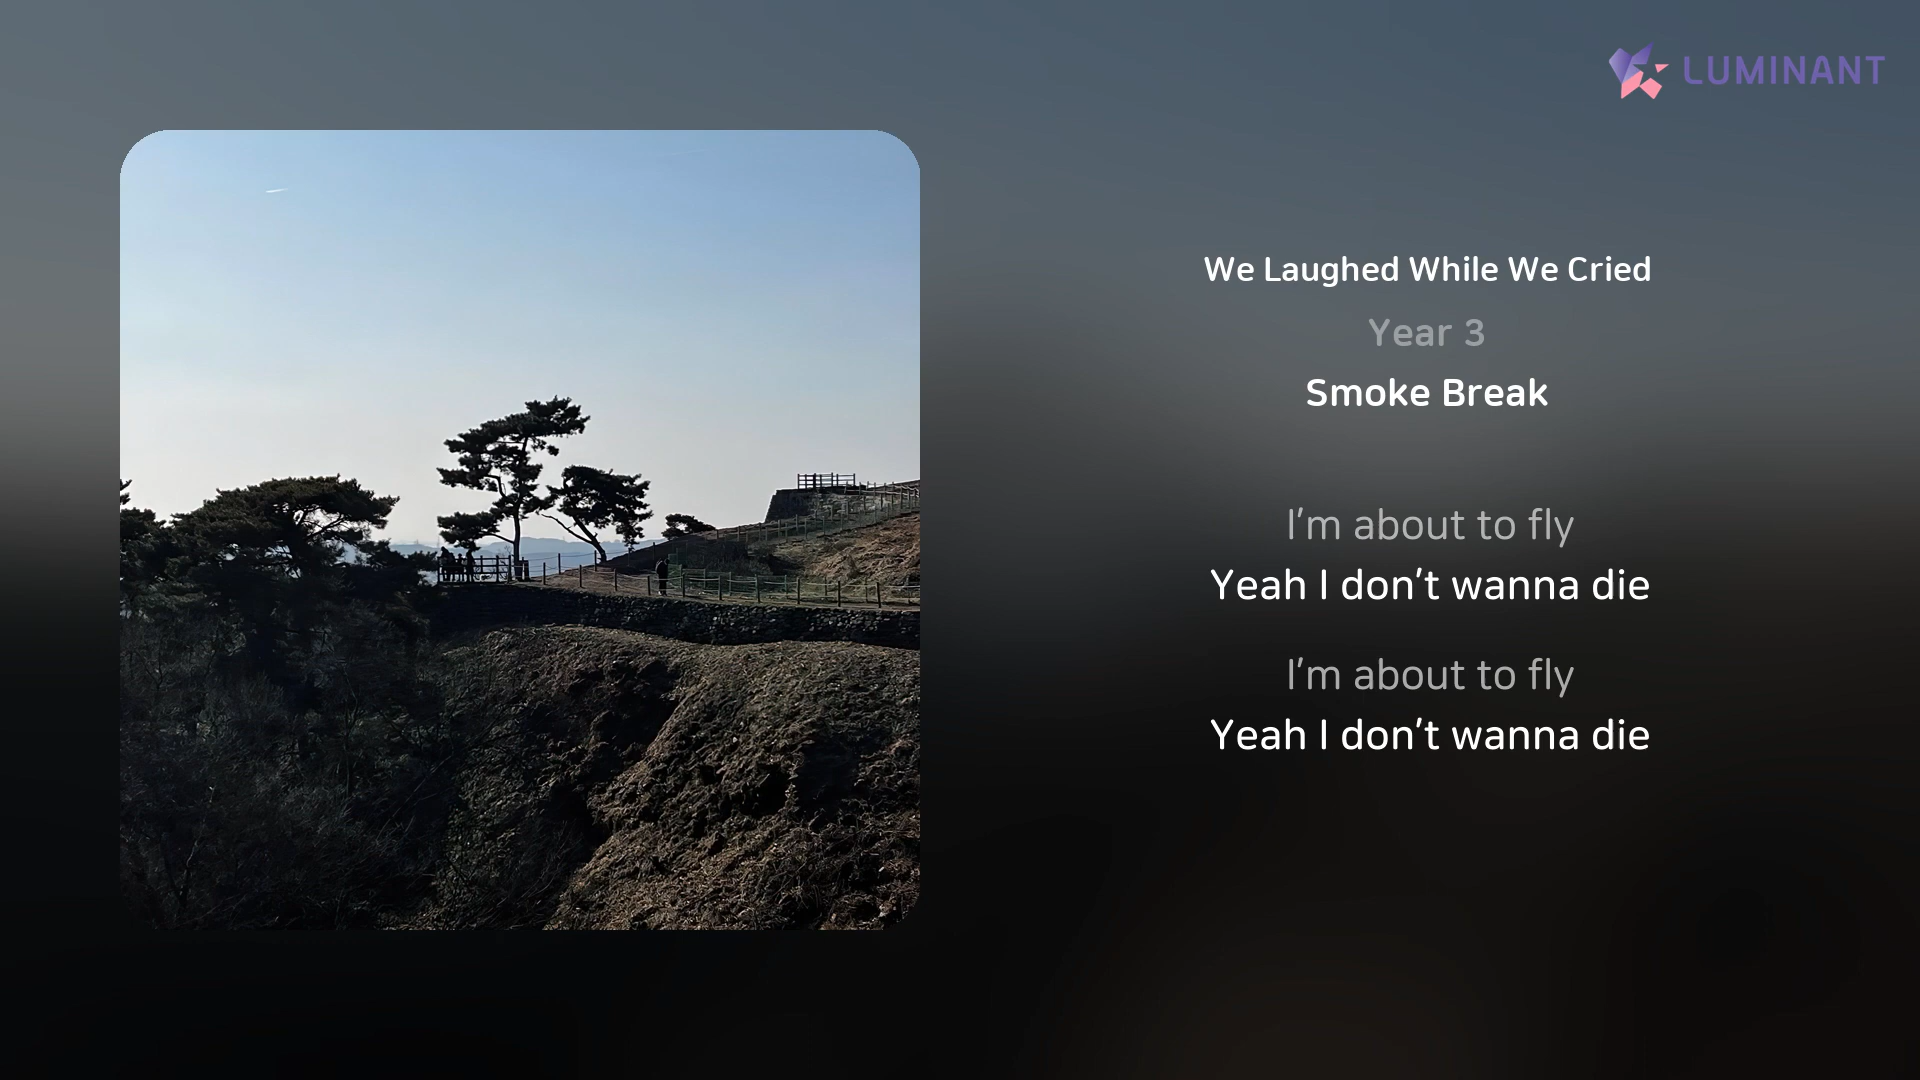 LUMINANT
We Laughed While We Cried
Year 3
Smoke Break
I'm about to fly
Yeah I don't wanna die
I'm about to fly
Yeah I don't wanna die